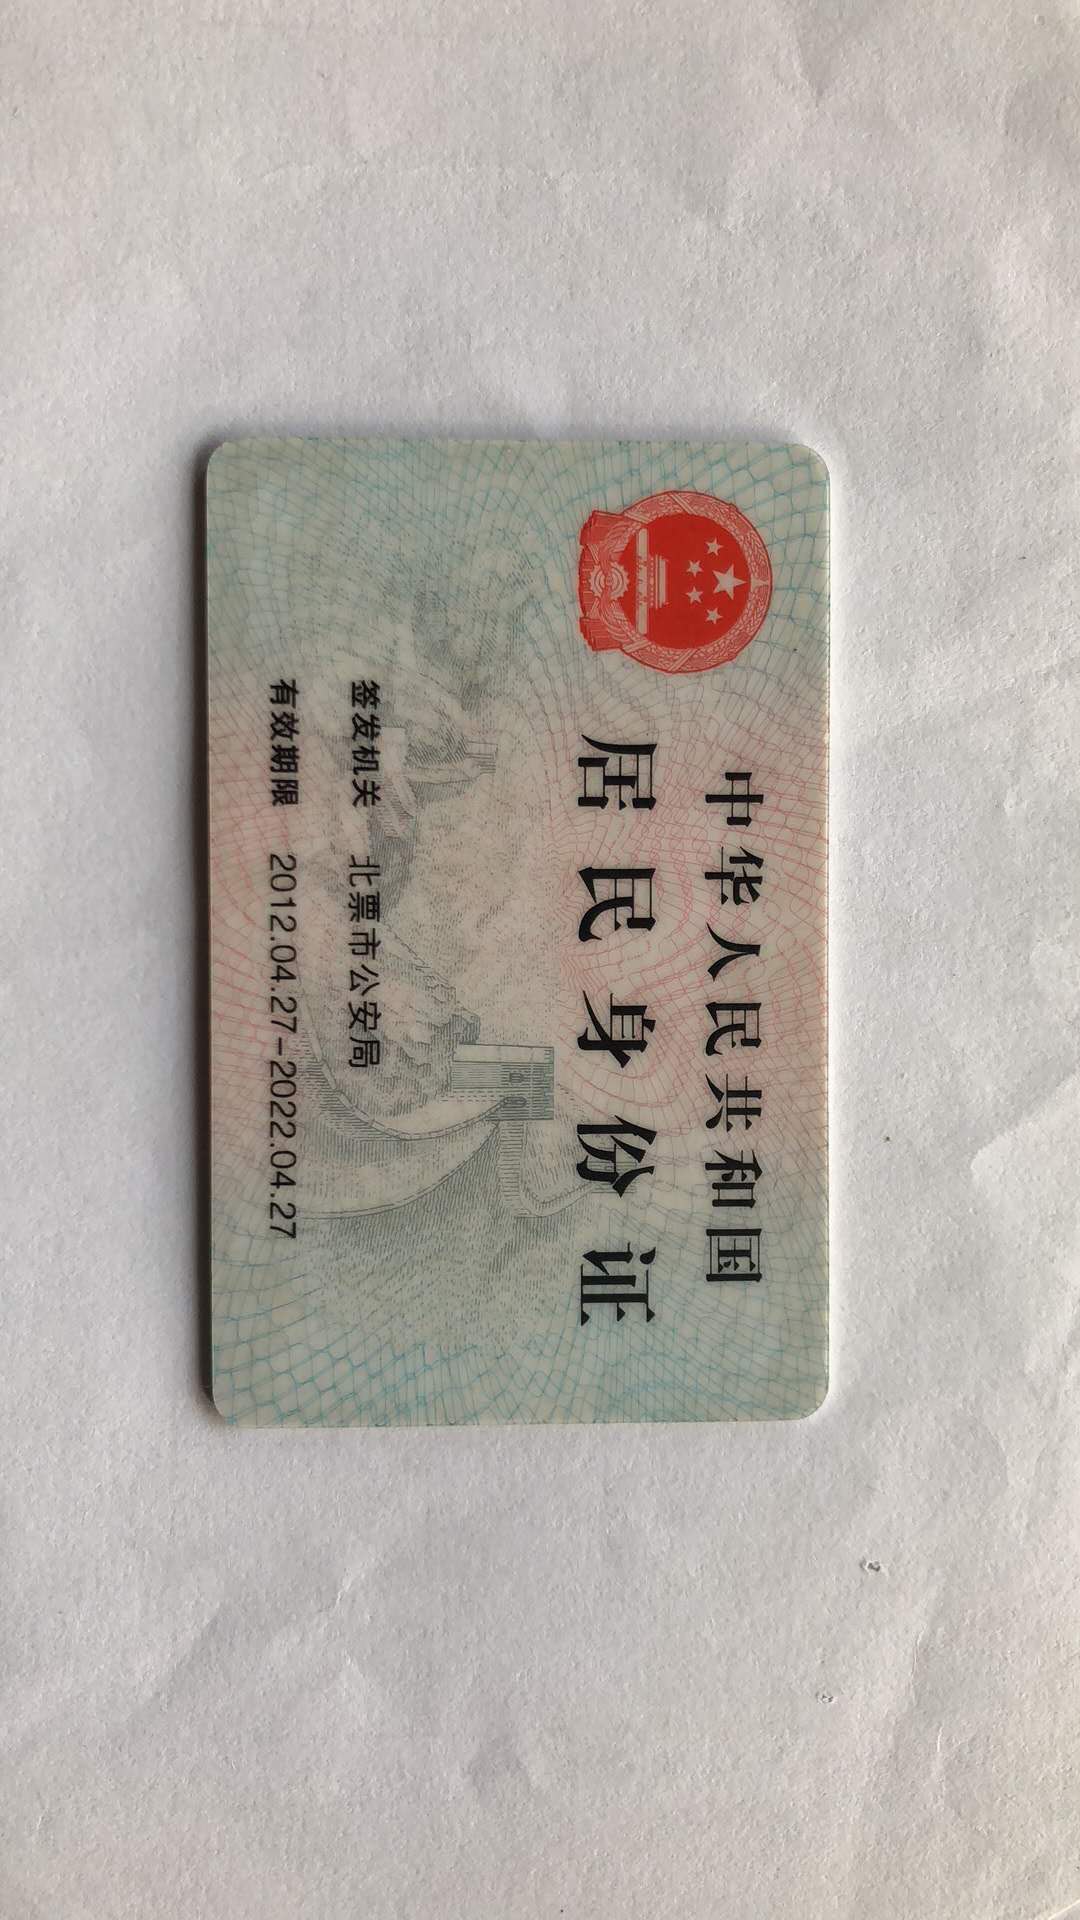 中华人民共和国
居民身份证
签发机关 北票市公安局
有效期限 2012.04.27-2022.04.27